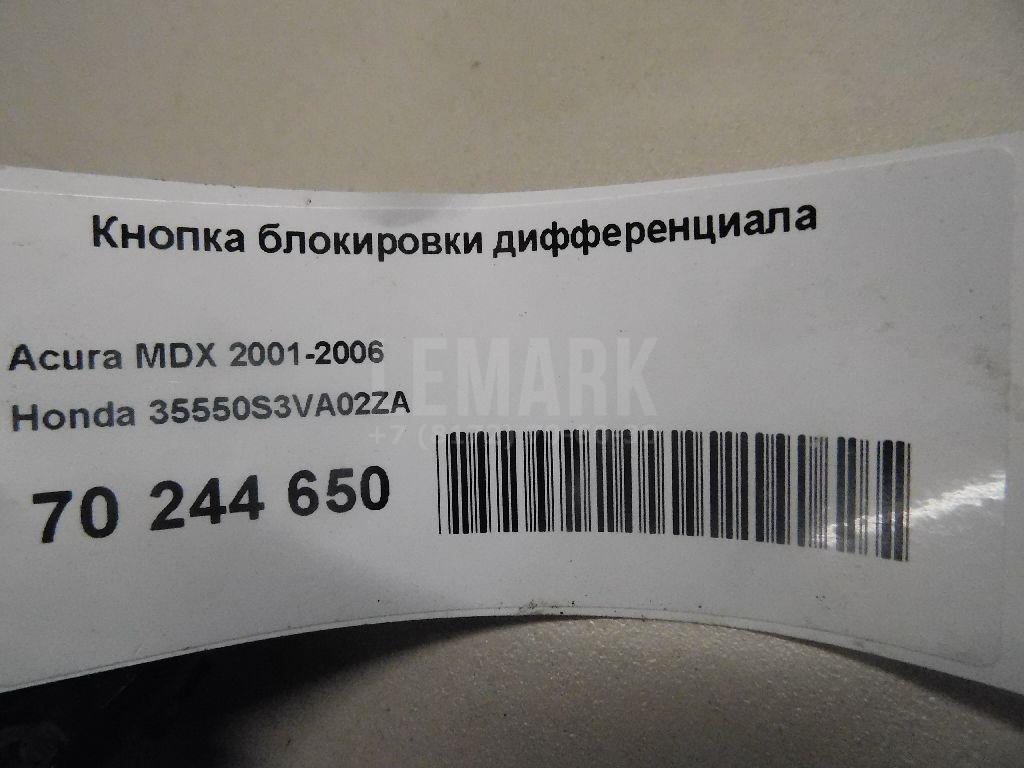 Кнопка блокировки дифференциала
Acura MDX 2001-2006
LEMARK
Honda 35550S3VA02ZA
70 244 650